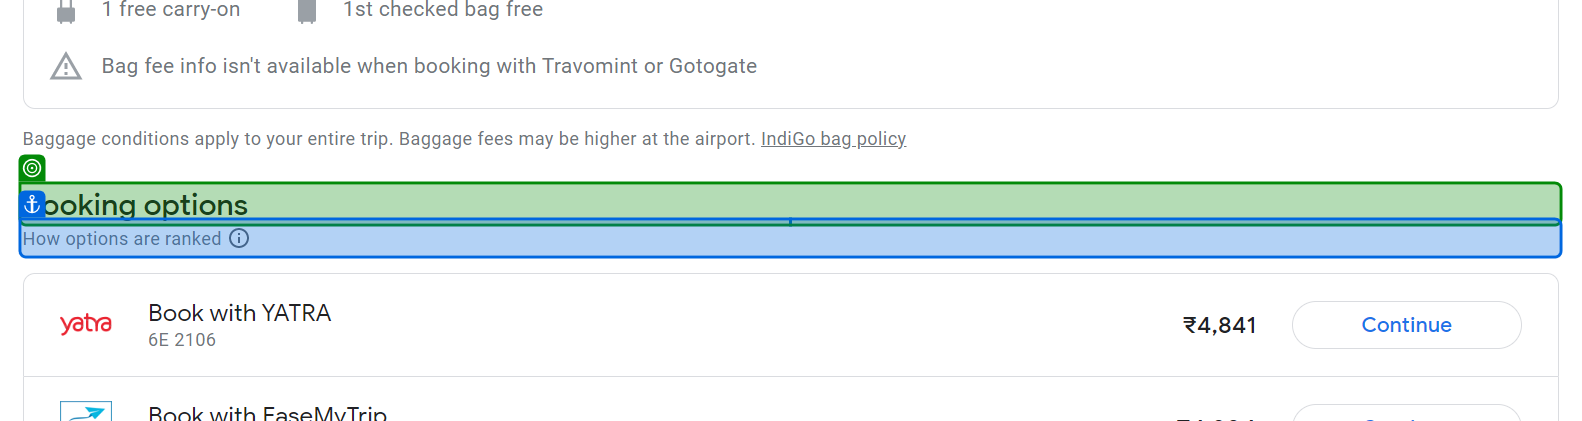 1 free carry-on 1st checked bag free
Bag fee info isn't available when booking with Travomint or Gotogate
Baggage conditions apply to your entire trip. Baggage fees may be higher at the airport. IndiGo bag policy
ooking options
How options are ranked
yatra Book with YATRA ₹4,841 Continue
6E 2106
Book with EaseMyTrip